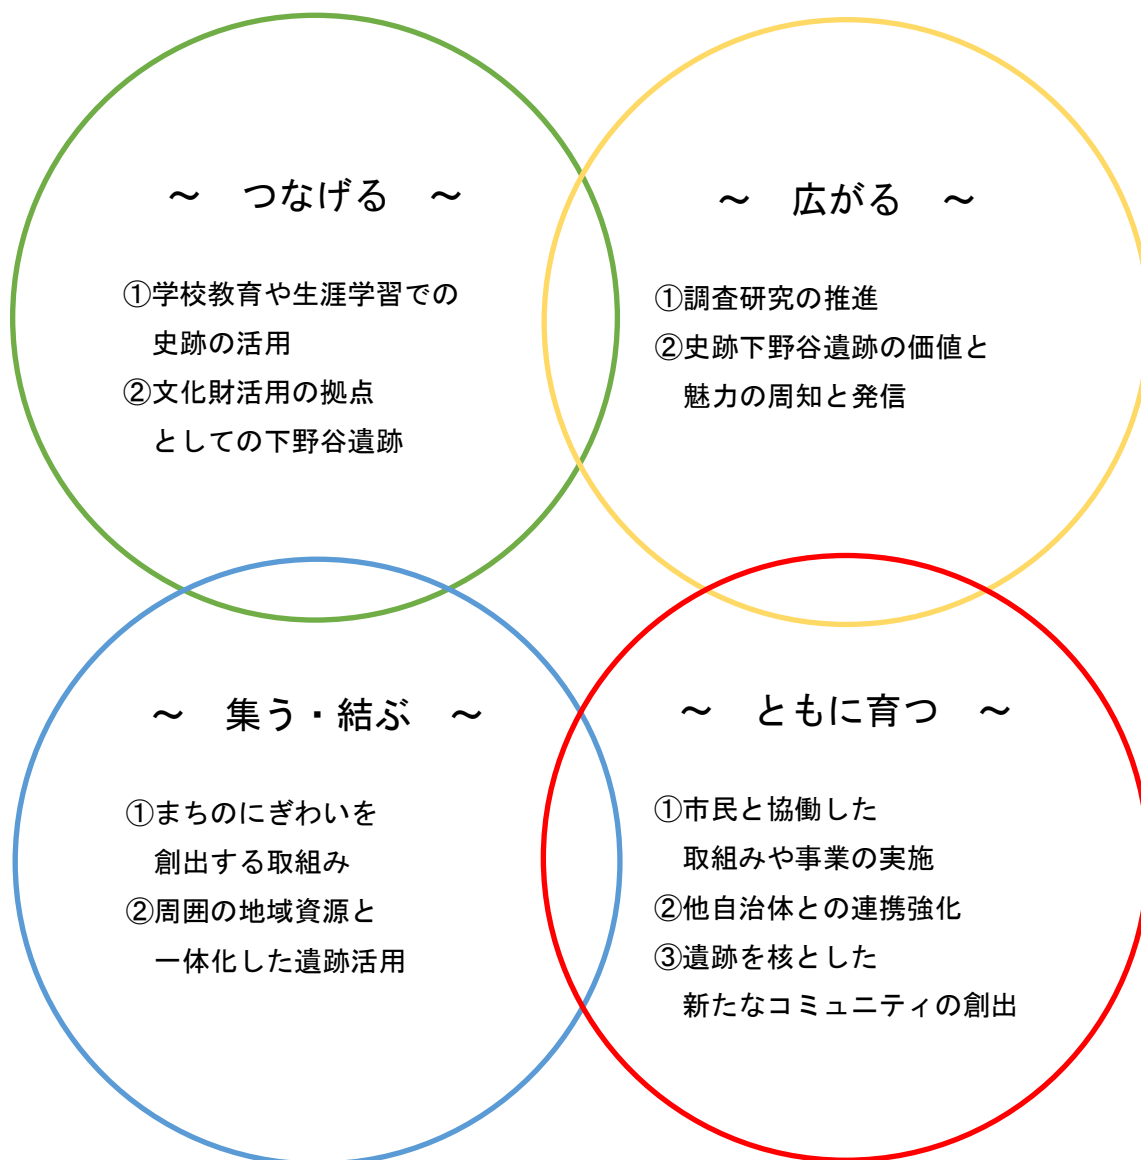 ～　つなげる　～
①学校教育や生涯学習での
史跡の活用
②文化財活用の拠点
としての下野谷遺跡
～　広がる　～
①調査研究の推進
②史跡下野谷遺跡の価値と
魅力の周知と発信
～　集う・結ぶ　～
①まちのにぎわいを
創出する取組み
②周囲の地域資源と
一体化した遺跡活用
～　ともに育つ　～
①市民と協働した
取組みや事業の実施
②他自治体との連携強化
③遺跡を核とした
新たなコミュニティの創出